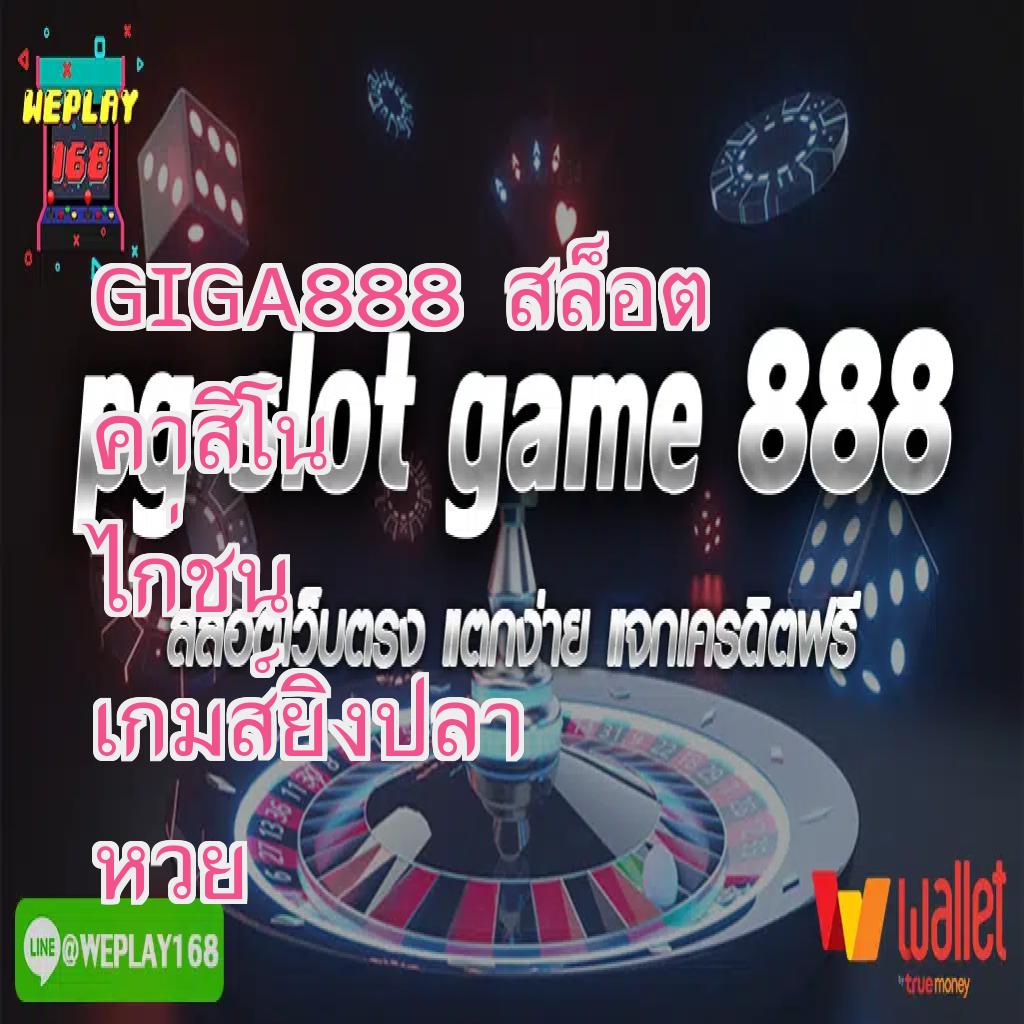 WEPLAY
168
GIGA888 สล็อต
pg slot game 888
คาสิโน
ไก่ชน
สล็อตเว็บตรง แตกง่าย แจกเครดิตฟรี
เกมส์ยิงปลา
หวย
LINE @WEPLAY168
wallet
by truemoney